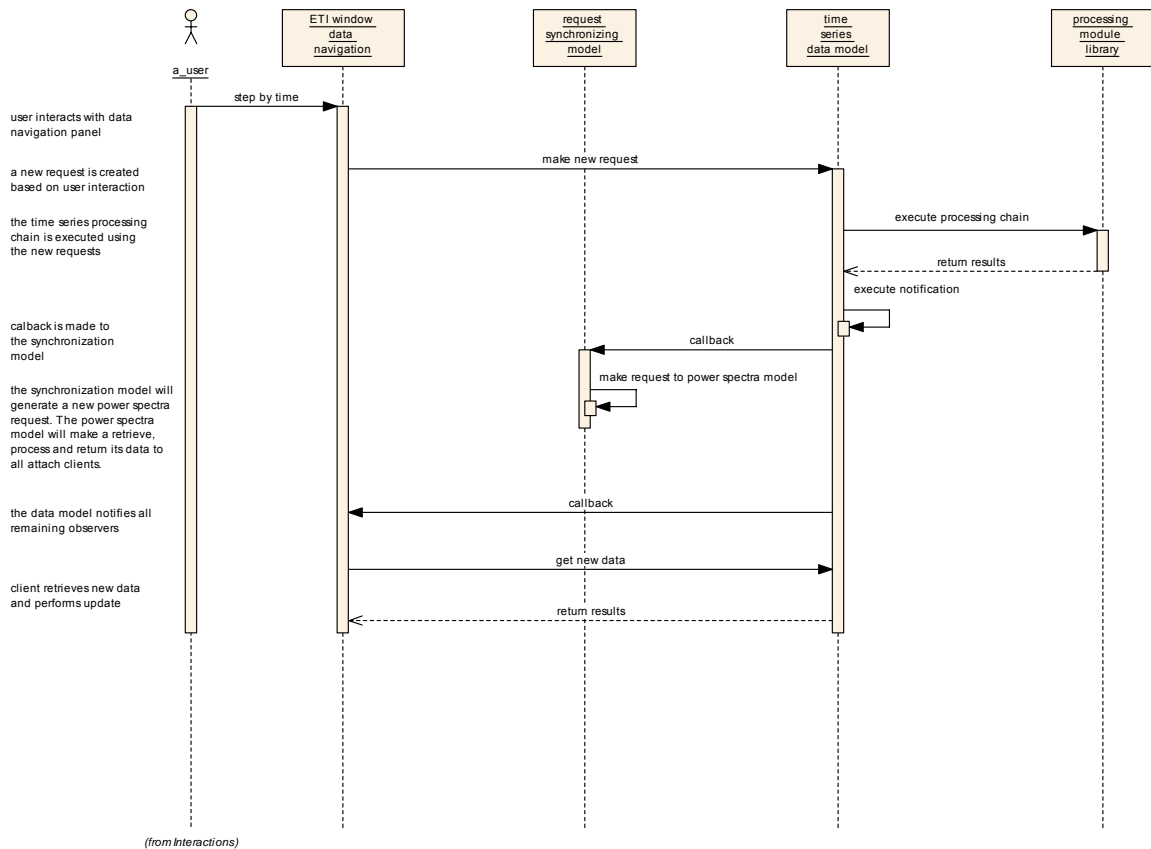 ETI window
data
navigation
request
synchronizing
model
time
series
data model
processing
module
library
a_user
step by time
user interacts with data
navigation panel
make new request
a new request is created
based on user interaction
execute processing chain
the time series processing
chain is executed using
the new requests
return results
execute notification
calback is made to
the synchronization
model
callback
make request to power spectra model
the synchronization model will
generate a new power spectra
request. The power spectra
model will make a retrieve,
process and return its data to
all attach clients.
callback
the data model notifies all
remaining observers
get new data
client retrieves new data
and performs update
return results
(from Interactions)